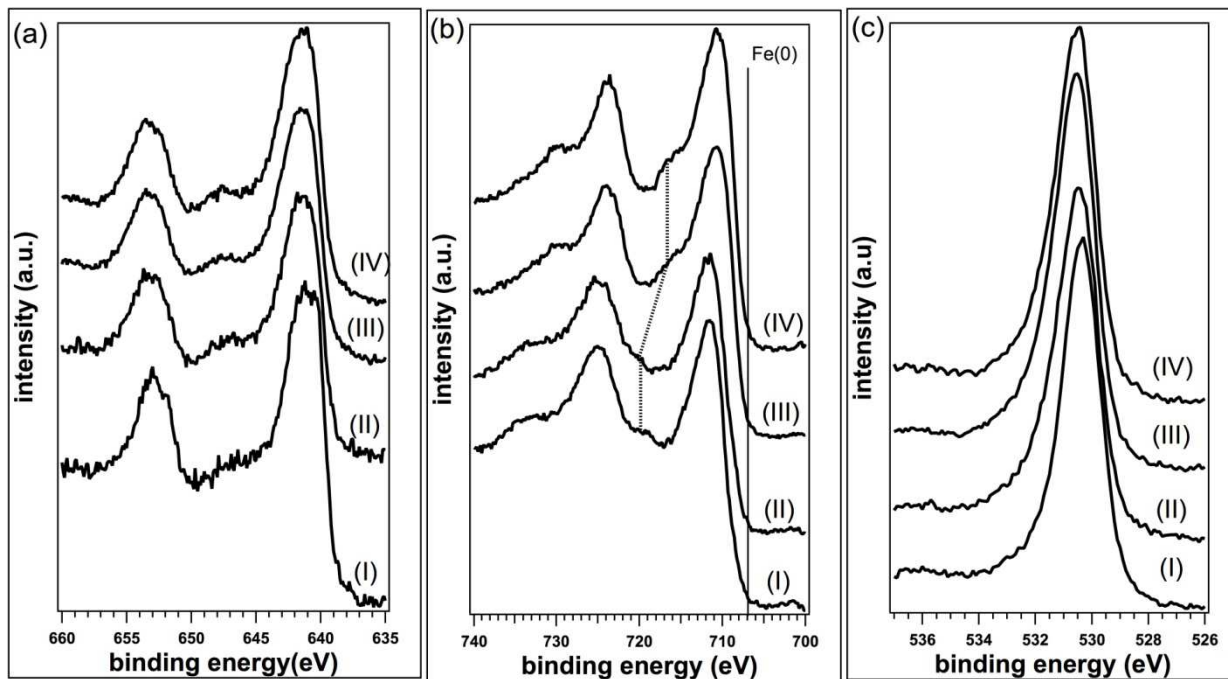 (a)
intensity (a.u.)
(IV)
(III)
(II)
(I)
660 655 650 645 640 635
binding energy(eV)
(b)
Fe(0)
intensity (a.u.)
(IV)
(III)
(II)
(I)
740 730 720 710 700
binding energy (eV)
(c)
intensity (a.u)
(IV)
(III)
(II)
(I)
536 534 532 530 528 526
binding energy (eV)